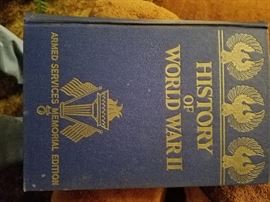 HISTORY
OF
WORLD WAR II
ARMED SERVICES MEMORIAL EDITION